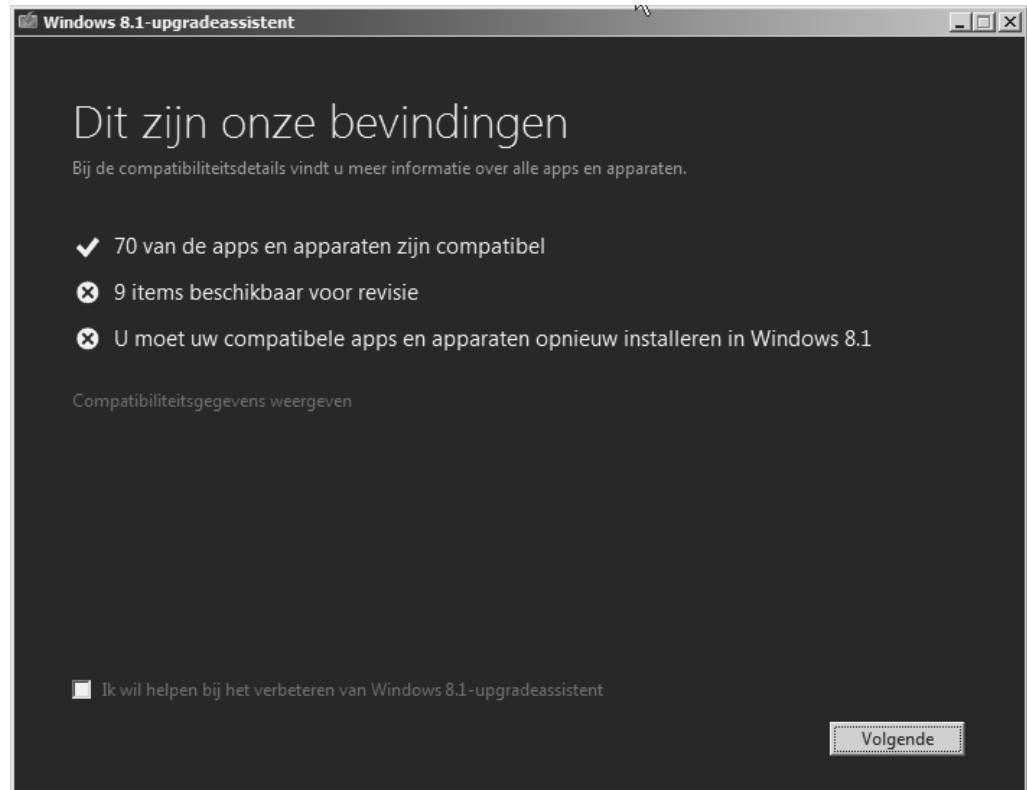 Windows 8.1-upgradeassistent
Dit zijn onze bevindingen
Bij de compatibiliteitsdetails vindt u meer informatie over alle apps en apparaten.
70 van de apps en apparaten zijn compatibel
9 items beschikbaar voor revisie
U moet uw compatibele apps en apparaten opnieuw installeren in Windows 8.1
Compatibiliteitsgegevens weergeven
Ik wil helpen bij het verbeteren van Windows 8.1-upgradeassistent
Volgende